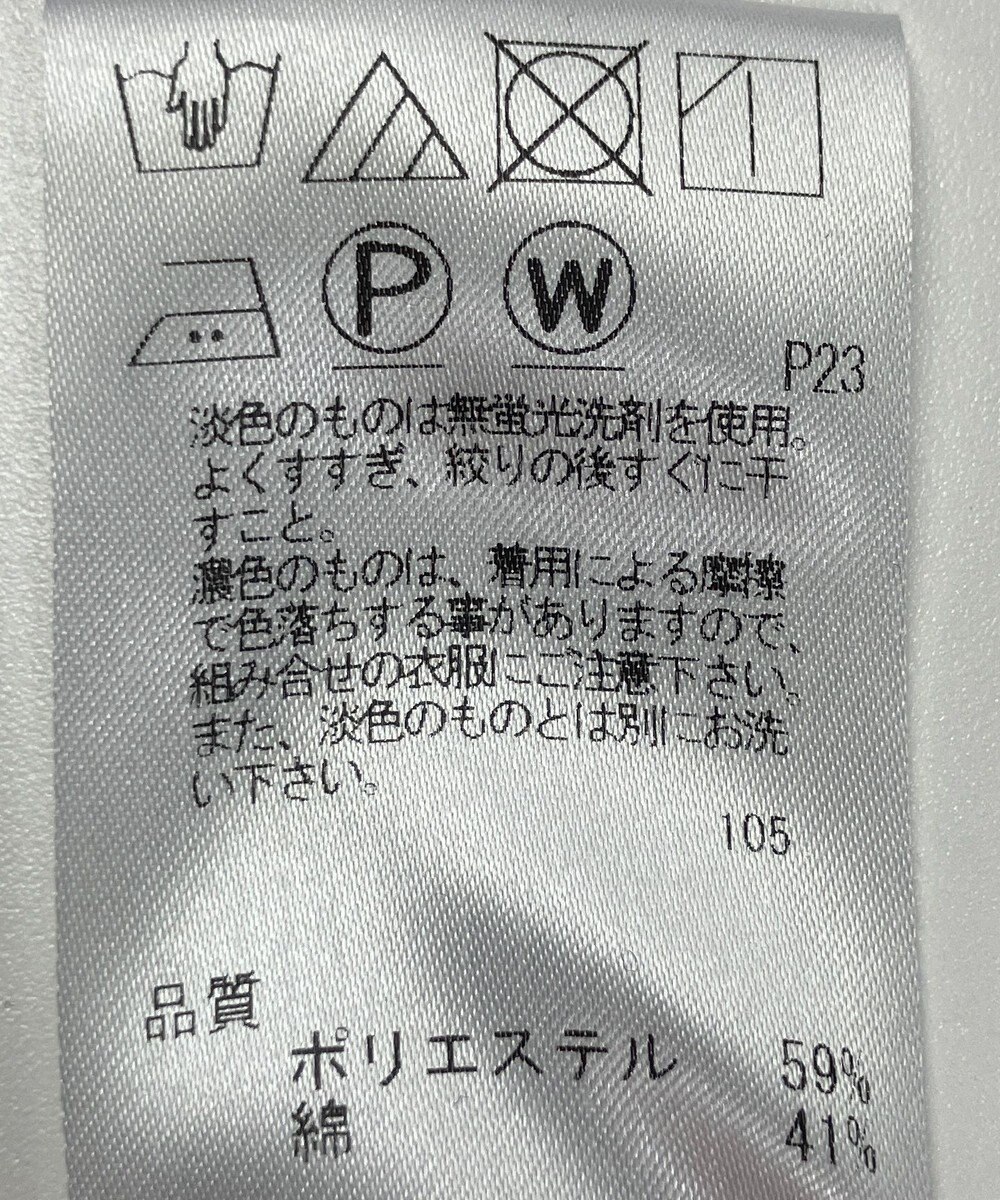 P W
P23
淡色のものは無蛍光洗剤を使用。
よくすすぎ、絞りの後すぐに干
すこと。
濃色のものは、着用による摩擦
で色落ちする事がありますので、
組み合せの衣服にご注意下さい。
また、淡色のものとは別にお洗
い下さい。
105
品質
ポリエステル 59%
綿 41%